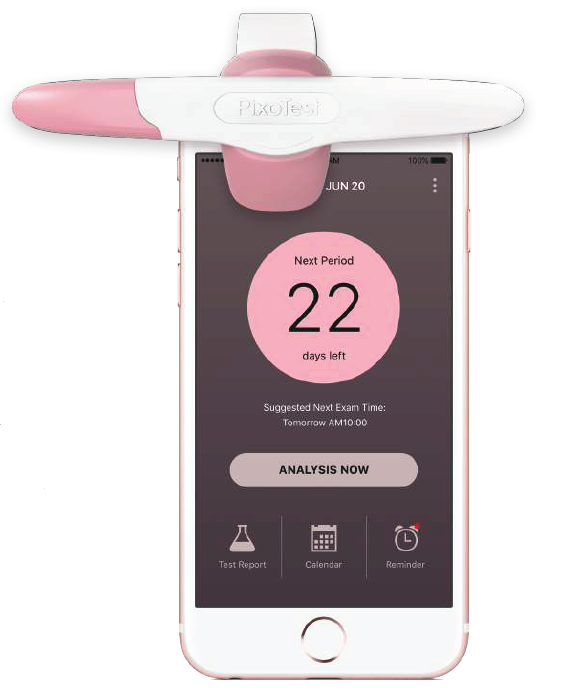 PixoTest
100%
JUN 20
Next Period
22
days left
Suggested Next Exam Time:
Tomorrow AM10:00
ANALYSIS NOW
Test Report
Calendar
Reminder